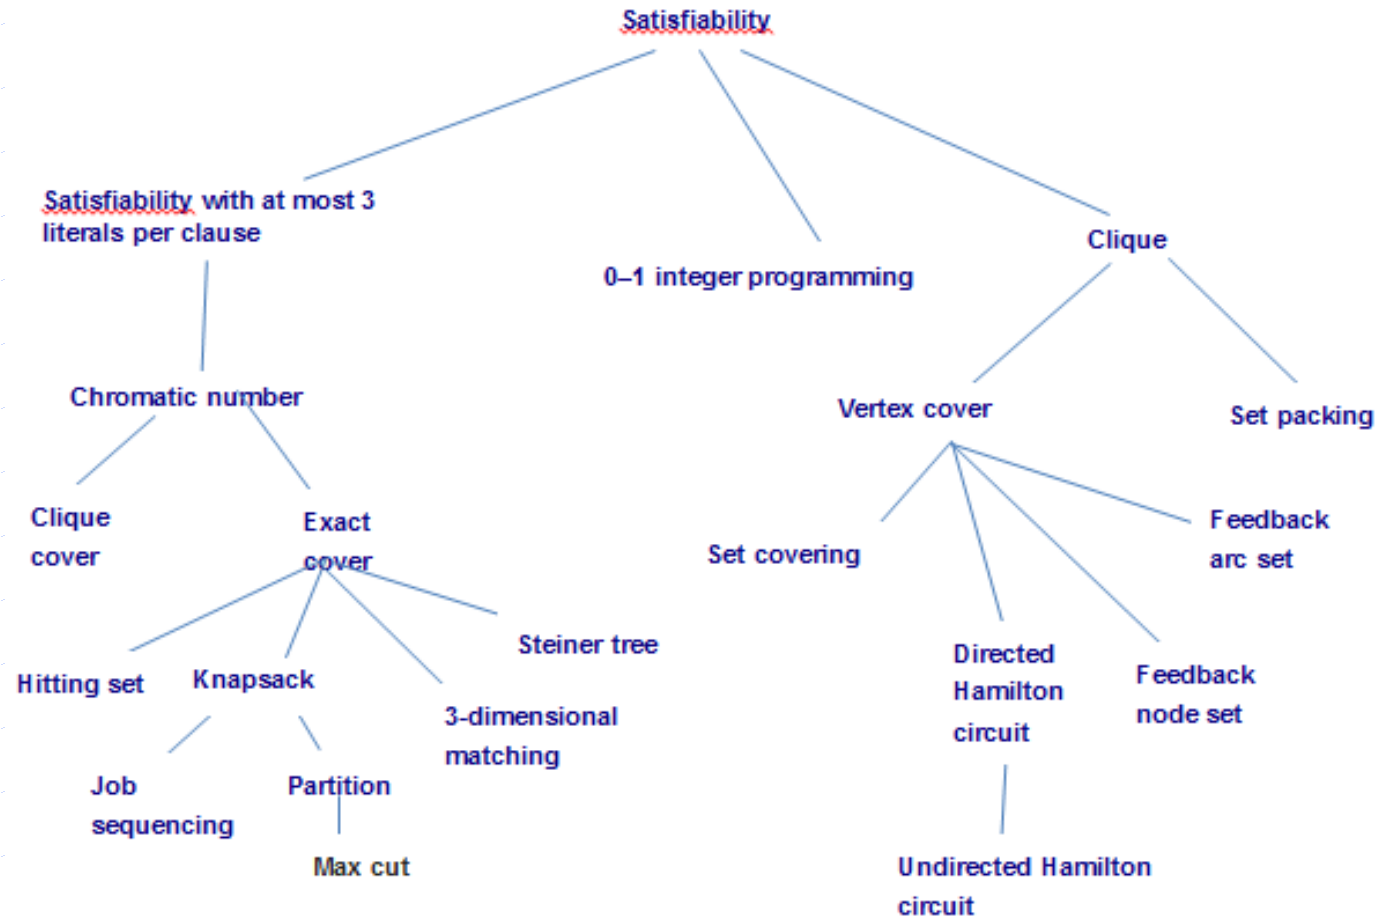 Satisfiability
Satisfiability with at most 3
literals per clause
Clique
0–1 integer programming
Chromatic number
Vertex cover
Set packing
Clique
cover
Exact
cover
Set covering
Feedback
arc set
Steiner tree
Hitting set
Knapsack
3-dimensional
matching
Directed
Hamilton
circuit
Feedback
node set
Job
sequencing
Partition
Max cut
Undirected Hamilton
circuit